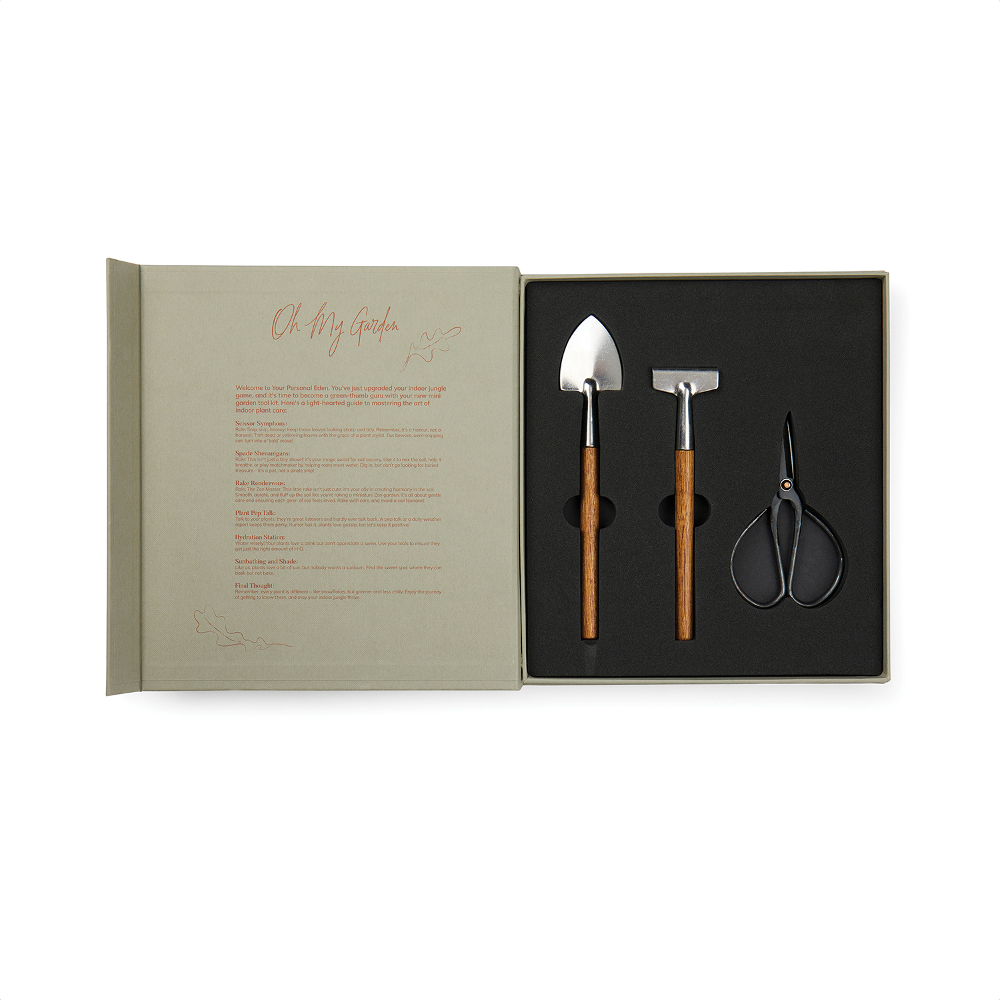 Oh My Garden
Welcome to Your Personal Eden. You've just upgraded your indoor jungle
game, and it's time to become a green-thumb guru with your new mini
garden tool kit. Here's a light-hearted guide to mastering the art of
indoor plant care:
Scissor Symphony:
Role: Snip, snip, hooray! Keep those leaves looking sharp and tidy. Remember, it's a haircut, not a
harvest. Trim dead or yellowing leaves with the grace of a plant stylist. But beware, over-snipping
can turn into a 'bald' move!
Spade Shenanigans:
Role: This isn't just a tiny shovel; it's your magic wand for soil sorcery. Use it to mix the soil, help it
breathe, or play matchmaker by helping roots meet water. Dig in, but don't go looking for buried
treasure – it's a pot, not a pirate ship!
Rake Rendezvous:
Role: The Zen Master. This little rake isn't just cute; it's your ally in creating harmony in the soil.
Smooth, aerate, and fluff up the soil like you're raking a miniature Zen garden. It's all about gentle
care and ensuring each grain of soil feels loved. Rake with care, and avoid a soil tsunami!
Plant Pep Talk:
Talk to your plants; they're great listeners and hardly ever talk back. A pep talk or a daily weather
report keeps them perky. Rumor has it, plants love gossip, but let's keep it positive!
Hydration Station:
Water wisely! Your plants love a drink but don't appreciate a swim. Use your tools to ensure they
get just the right amount of H²O.
Sunbathing and Shade:
Like us, plants love a bit of sun, but nobody wants a sunburn. Find the sweet spot where they can
bask but not bake.
Final Thought:
Remember, every plant is different – like snowflakes, but greener and less chilly. Enjoy the journey
of getting to know them, and may your indoor jungle thrive.